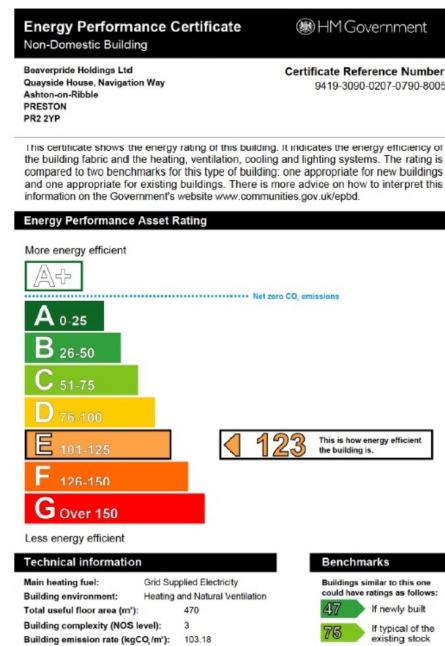 Energy Performance Certificate
HM Government
Non-Domestic Building
Beaverpride Holdings Ltd
Quayside House, Navigation Way
Ashton-on-Ribble
PRESTON
PR2 2YP
Certificate Reference Number:
9419-3090-0207-0790-8005
This certificate shows the energy rating of this building. It indicates the energy efficiency of
the building fabric and the heating, ventilation, cooling and lighting systems. The rating is
compared to two benchmarks for this type of building: one appropriate for new buildings
and one appropriate for existing buildings. There is more advice on how to interpret this
information on the Government's website www.communities.gov.uk/epbd.
Energy Performance Asset Rating
More energy efficient
A+
Net zero CO₂ emissions
A 0-25
B 26-50
C 51-75
D 76-100
E 101-125
123
This is how energy efficient
the building is.
F 126-150
G Over 150
Less energy efficient
Technical information
Main heating fuel: Grid Supplied Electricity
Building environment: Heating and Natural Ventilation
Total useful floor area (m²): 470
Building complexity (NOS level): 3
Building emission rate (kgCO₂/m²): 103.18
Benchmarks
Buildings similar to this one
could have ratings as follows:
47 If newly built
75 If typical of the
existing stock